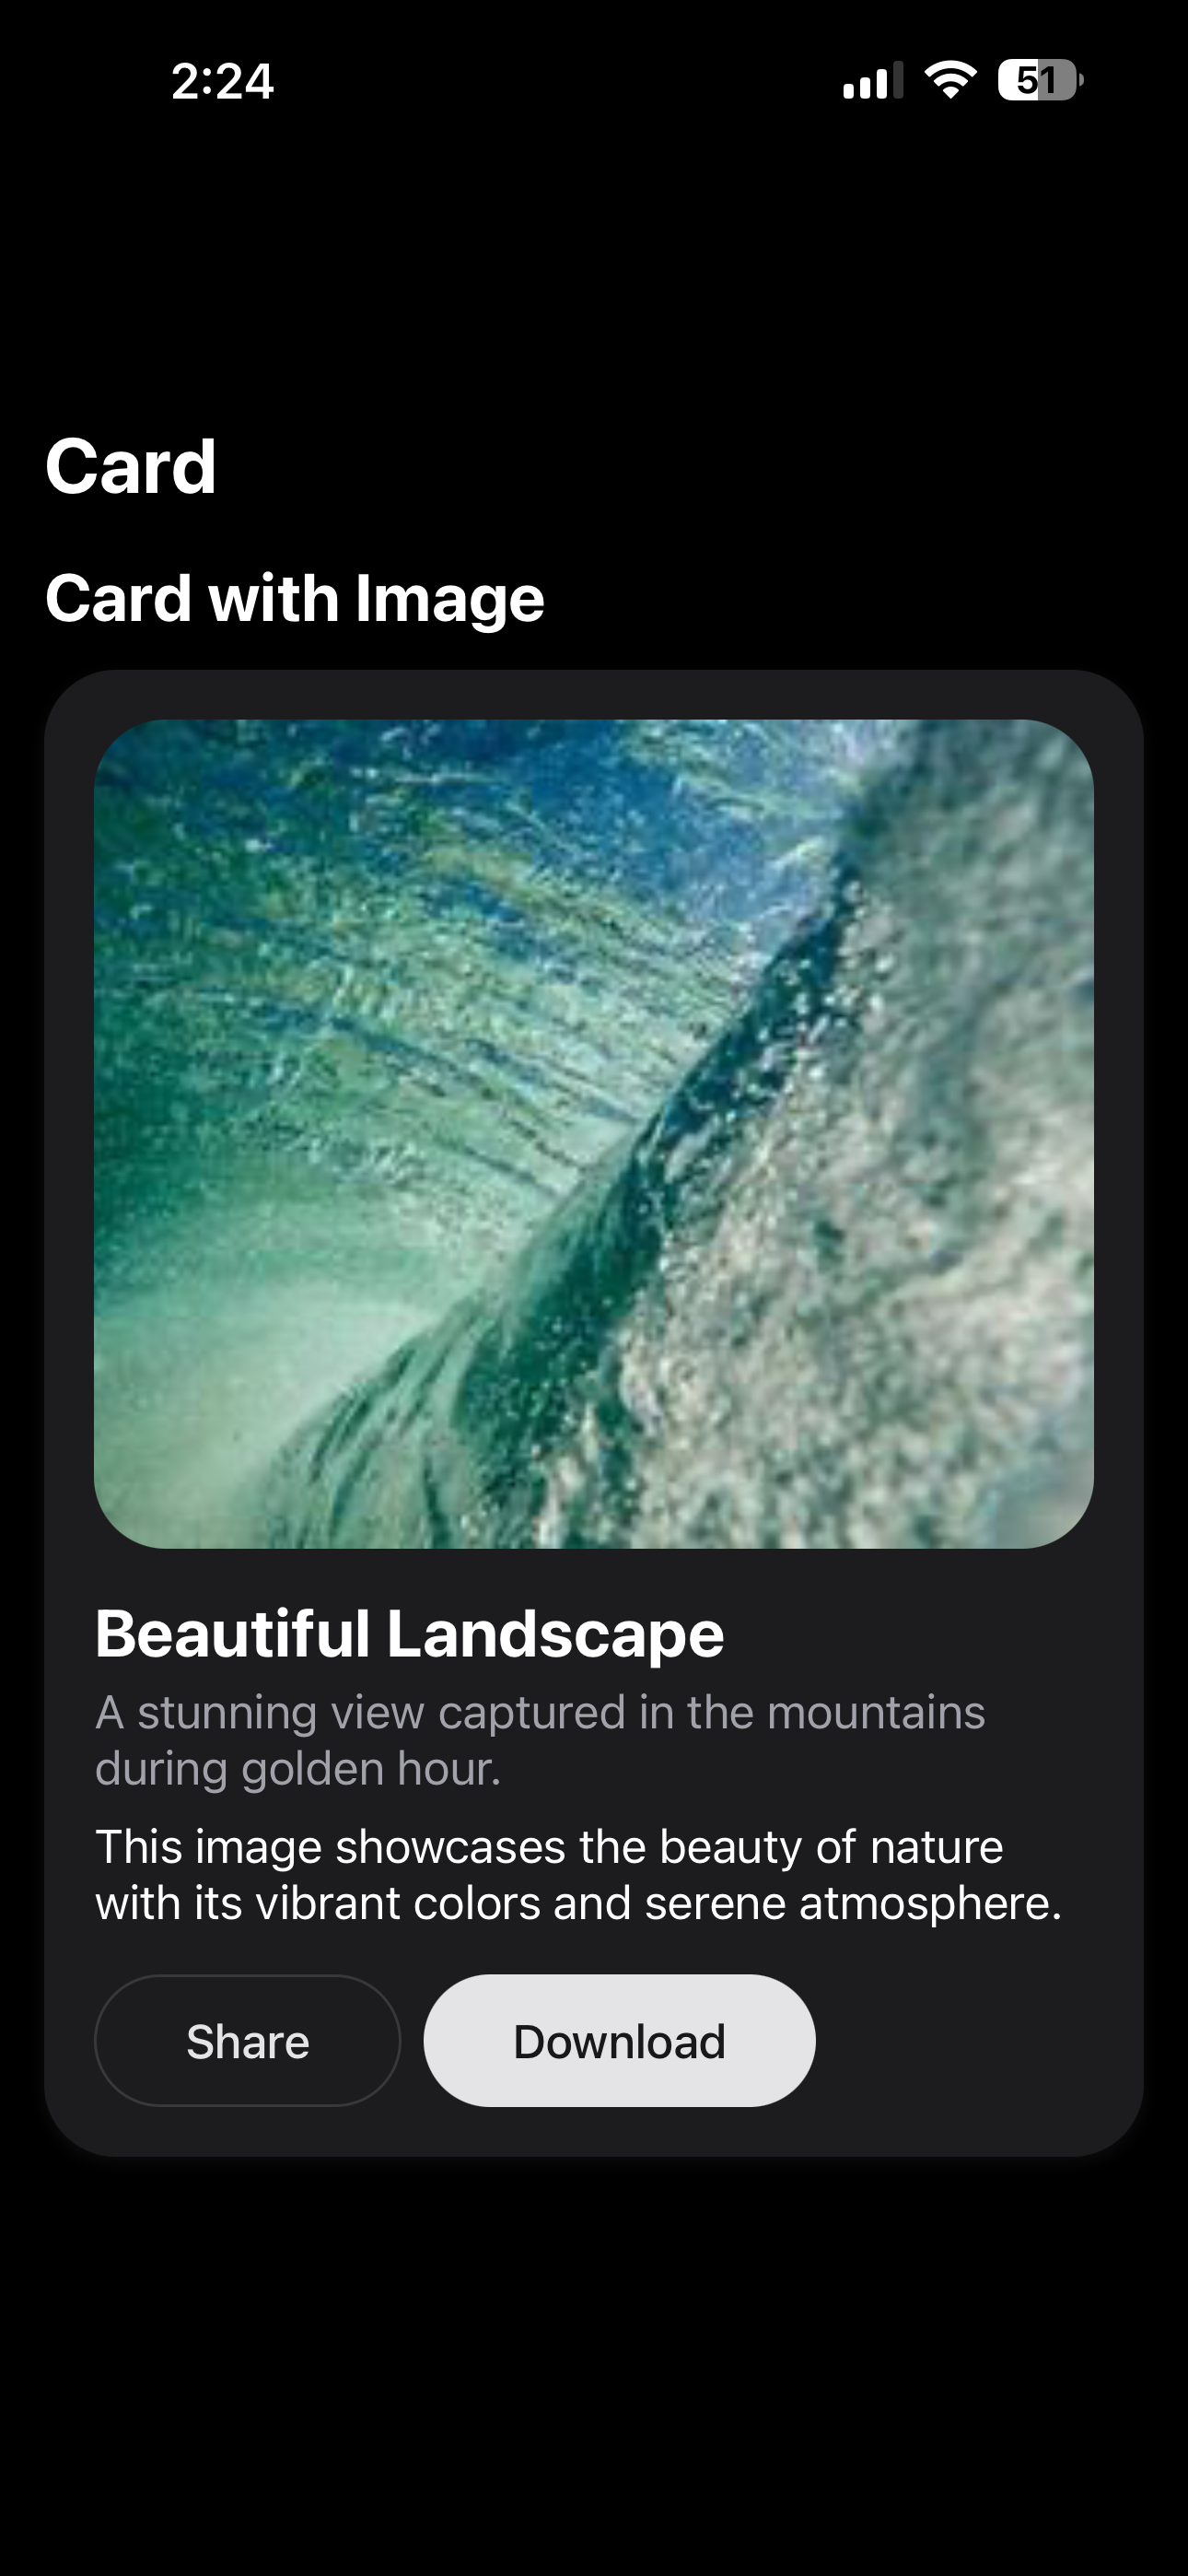 2:24
51
Card
Card with Image
Beautiful Landscape
A stunning view captured in the mountains
during golden hour.
This image showcases the beauty of nature
with its vibrant colors and serene atmosphere.
Share
Download